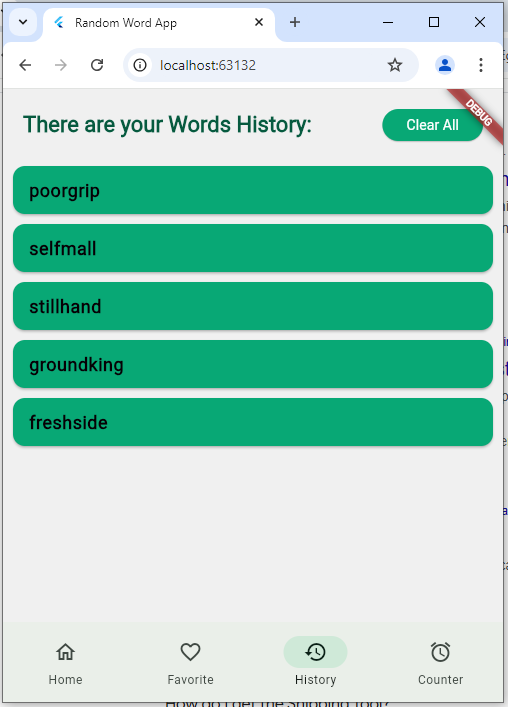 Random Word App
localhost:63132
DEBUG
There are your Words History:
Clear All
poorgrip
selfmall
stillhand
groundking
freshside
Home
Favorite
History
Counter